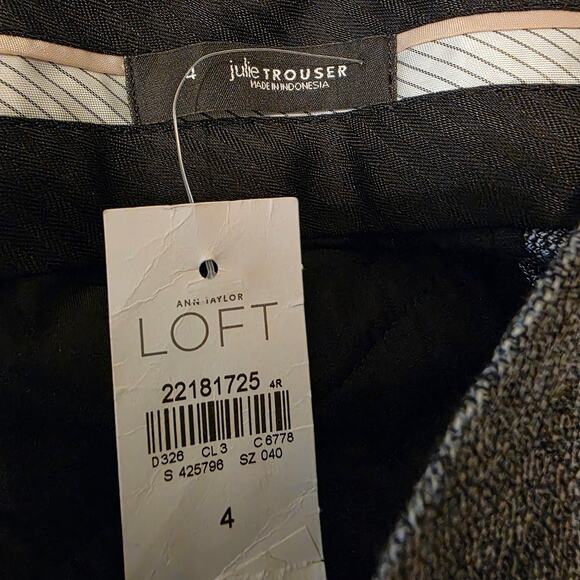 4 julie TROUSER
MADE IN INDONESIA
ANN TAYLOR
LOFT
22181725 4R
D326 CL 3 C 6778
S 425796 SZ 040
4